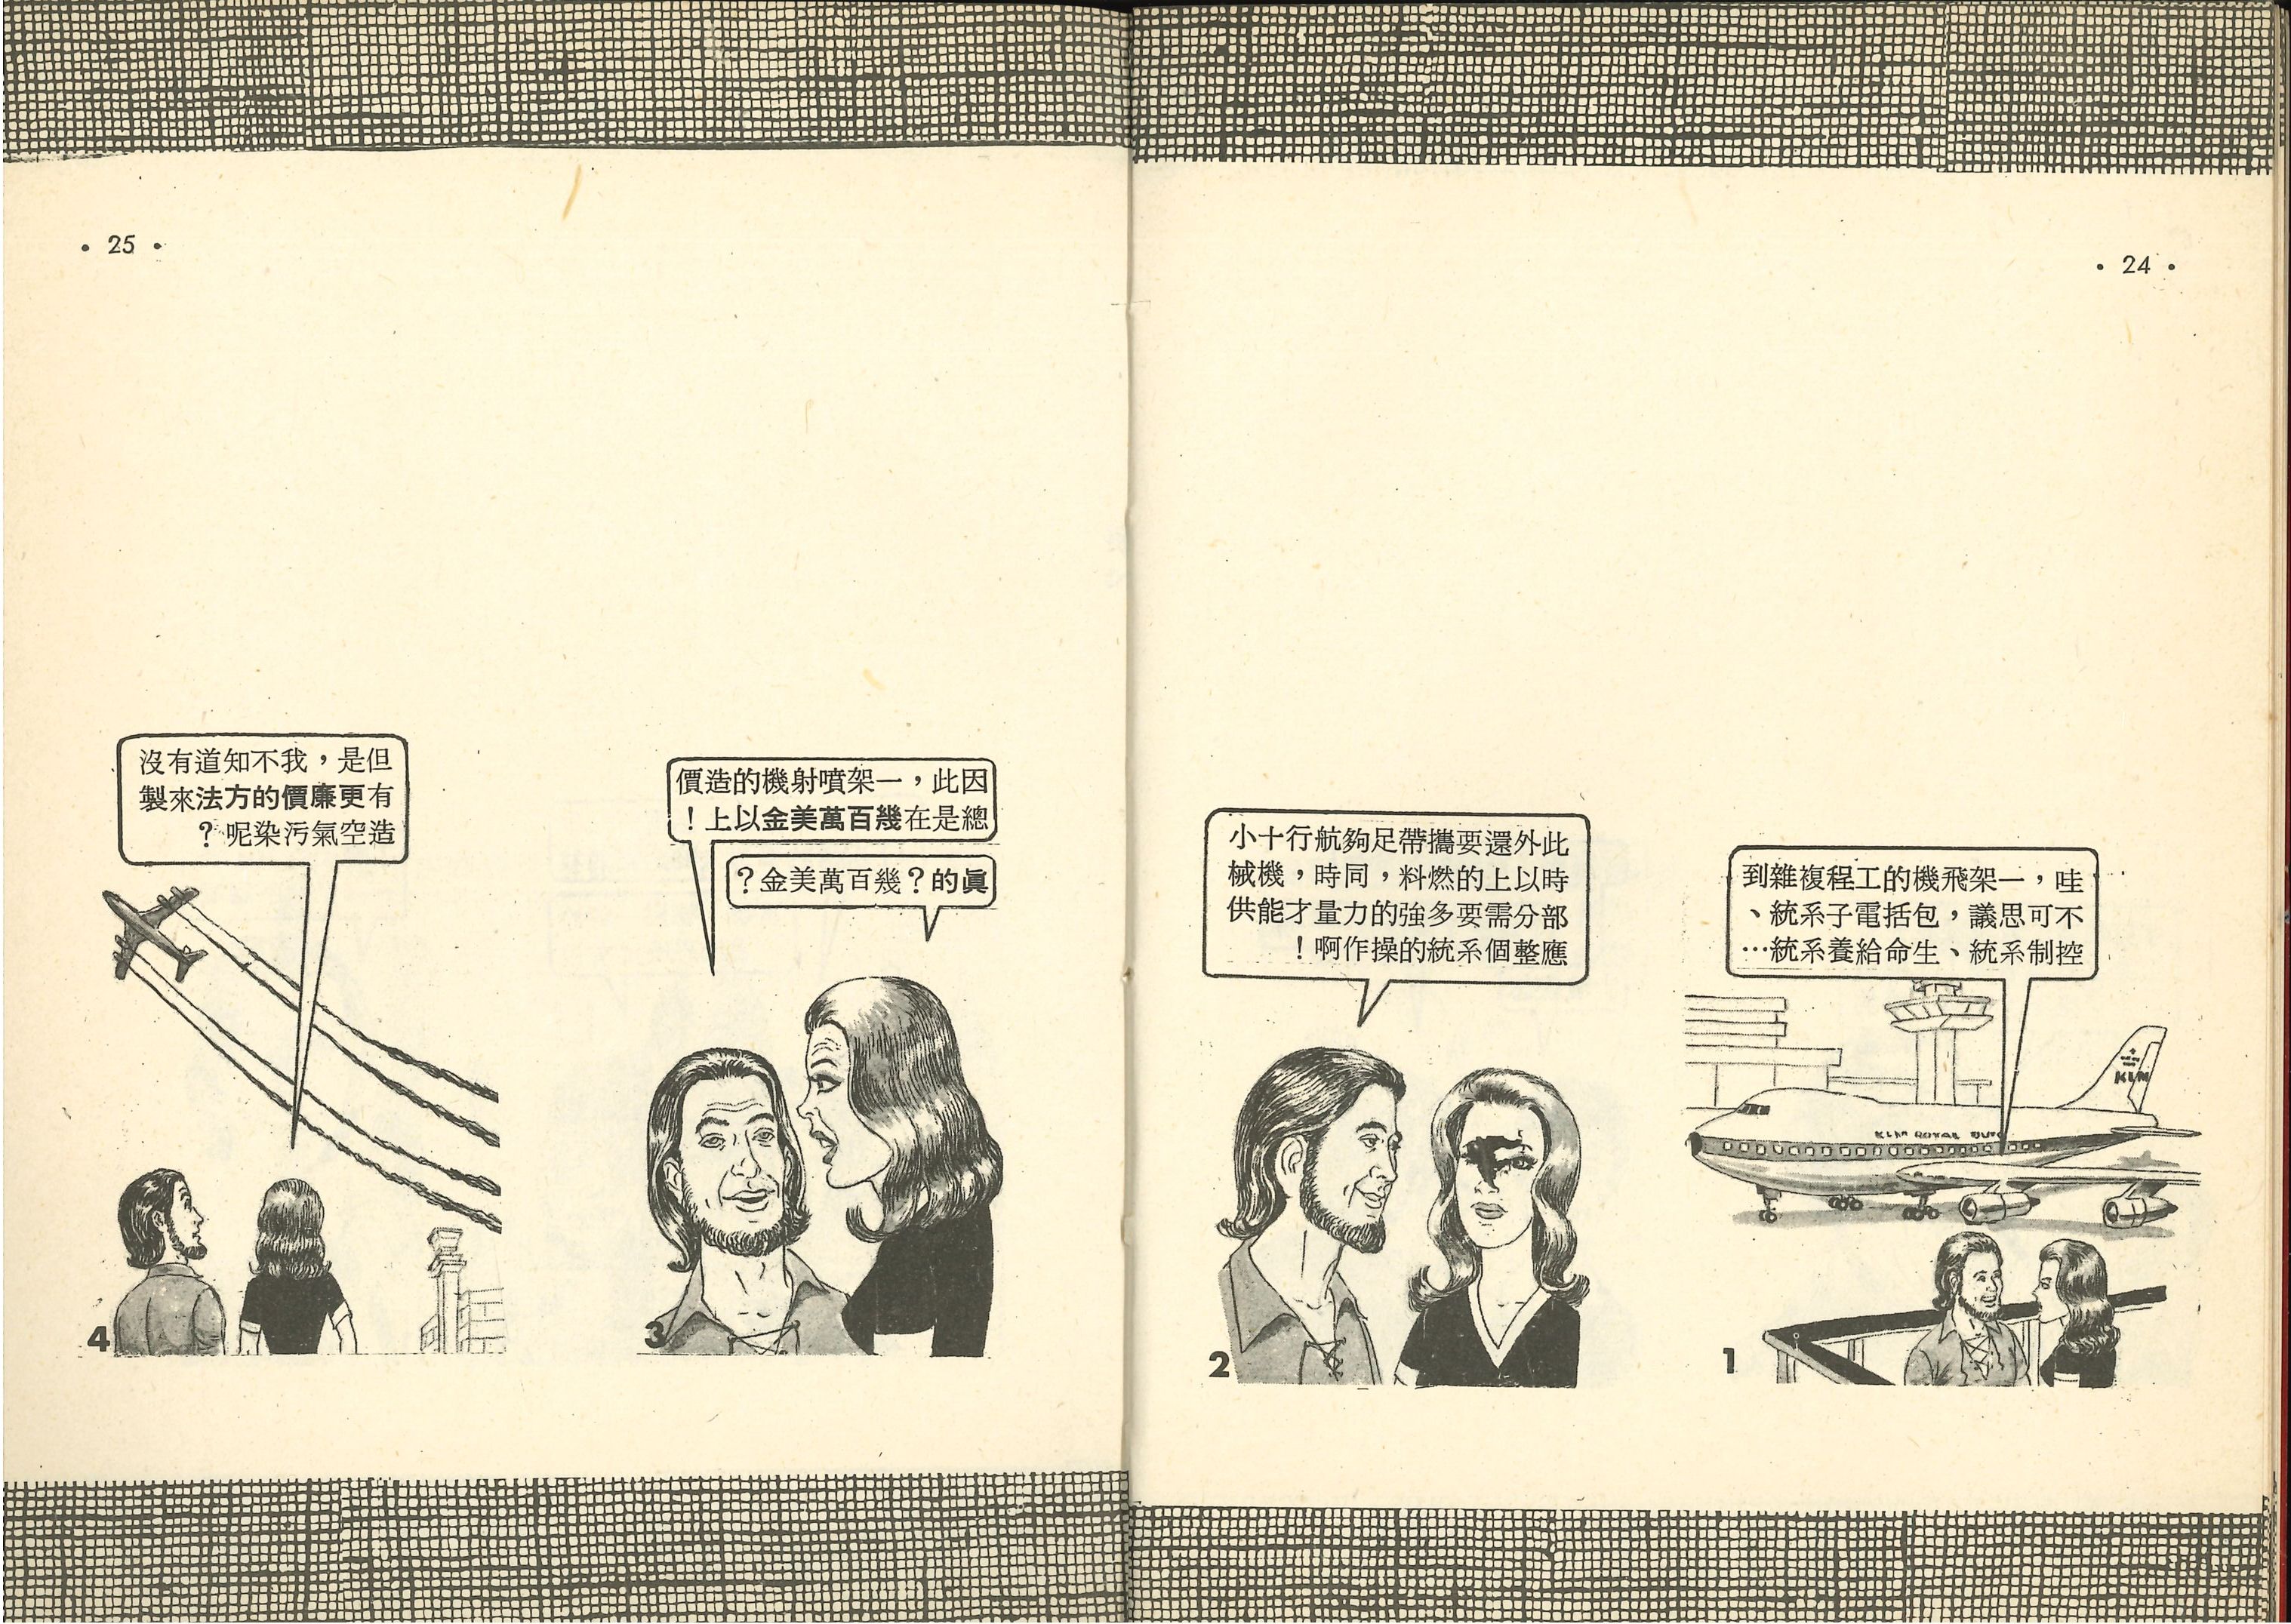 • 24 •
哇，一架飛機的工程複雜到
不可思議，包括電子系統、
控制系統、生命給養系統…
KLM
KLM ROYAL DUTC
1
此外還要攜帶足夠航行十小
時以上的燃料，同時，機械
部分需要多強的力量才能供
應整個系統的操作啊！
2
• 25 •
因此，一架噴射機的造價
總是在幾百萬美金以上！
眞的？幾百萬美金？
3
但是，我不知道有沒
有更廉價的方法來製
造空氣污染呢？
4